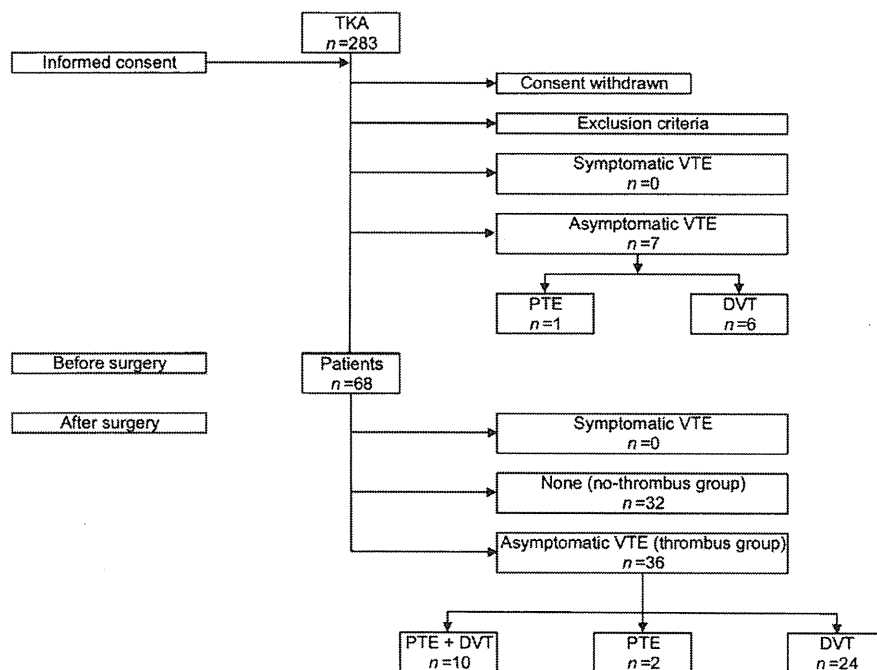 TKA
n=283
Informed consent
Consent withdrawn
Exclusion criteria
Symptomatic VTE
n=0
Asymptomatic VTE
n=7
PTE
n=1
DVT
n=6
Before surgery
Patients
n=68
After surgery
Symptomatic VTE
n=0
None (no-thrombus group)
n=32
Asymptomatic VTE (thrombus group)
n=36
PTE + DVT
n=10
PTE
n=2
DVT
n=24